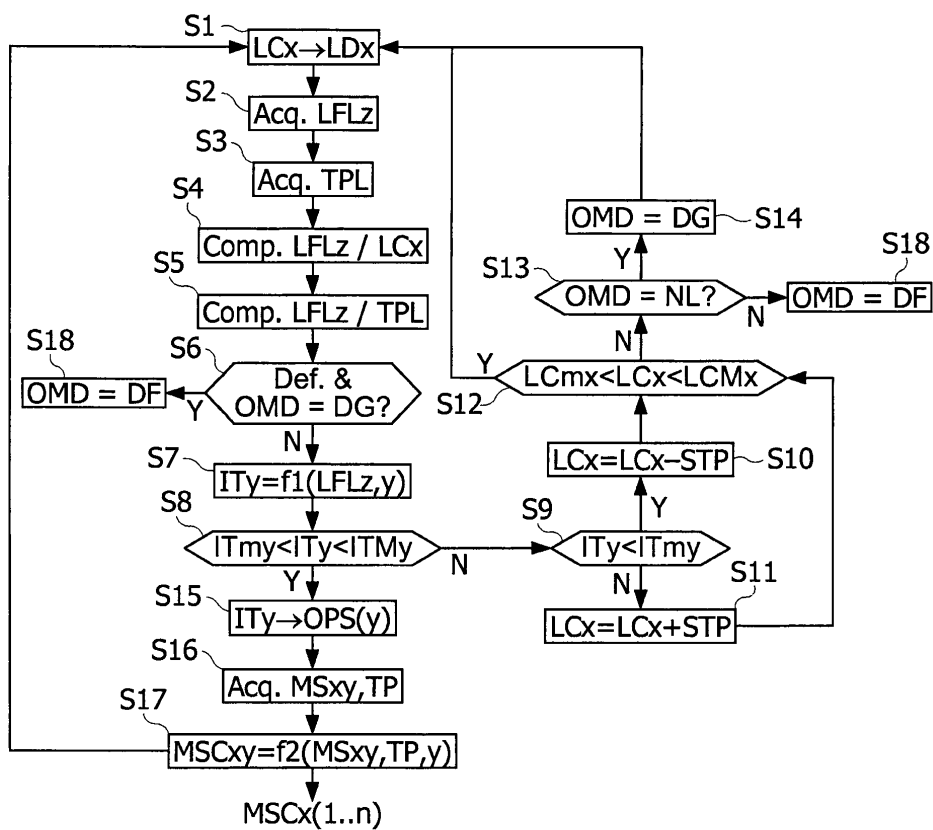 S1
LCx→LDx
S2
Acq. LFLz
S3
Acq. TPL
S4
Comp. LFLz / LCx
S5
Comp. LFLz / TPL
S6
Def. &
OMD = DG?
S18
OMD = DF
Y
N
S7
ITy=f1(LFLz,y)
S8
ITmy<ITy<ITMy
N
Y
S15
ITy→OPS(y)
S16
Acq. MSxy,TP
S17
MSCxy=f2(MSxy,TP,y)
MSCx(1..n)
OMD = DG
S14
Y
S13
OMD = NL?
N
S18
OMD = DF
N
Y
LCmx<LCx<LCMx
S12
LCx=LCx–STP
S10
Y
S9
ITy<ITmy
N
S11
LCx=LCx+STP